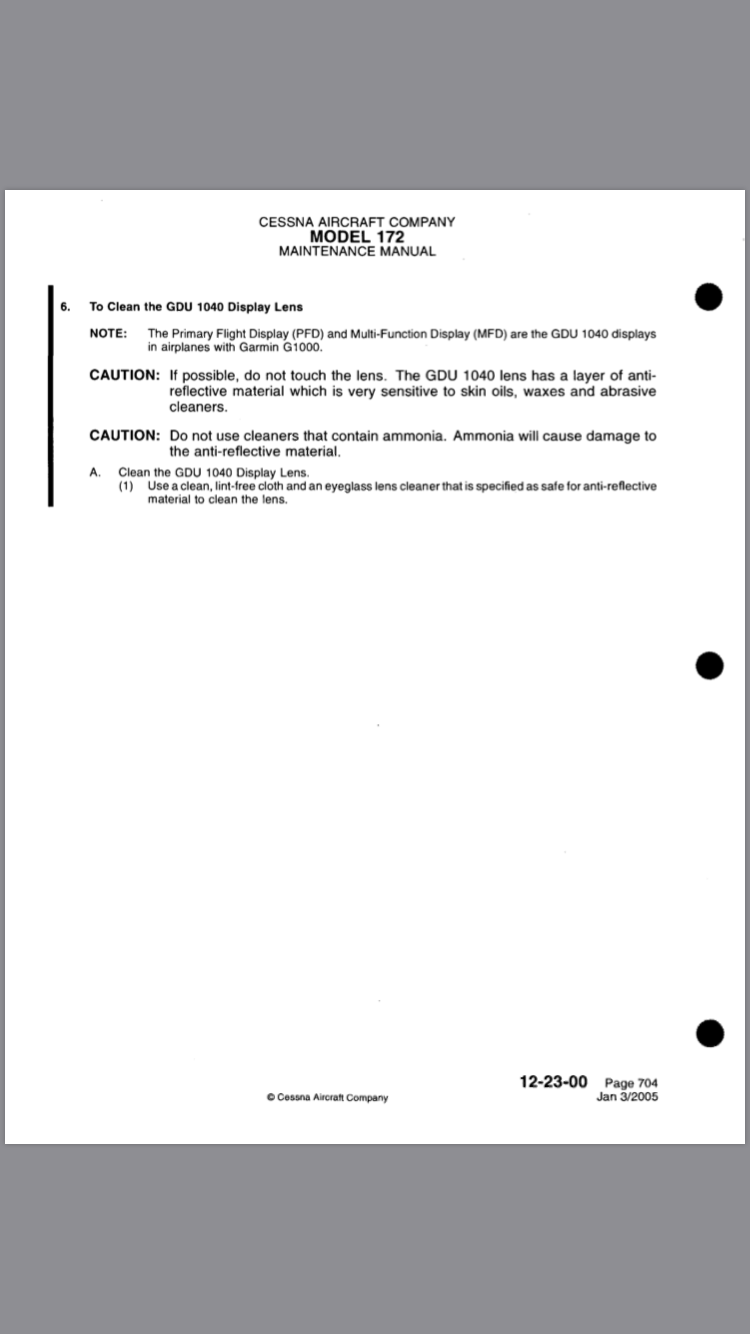 CESSNA AIRCRAFT COMPANY
MODEL 172
MAINTENANCE MANUAL
6. To Clean the GDU 1040 Display Lens
NOTE: The Primary Flight Display (PFD) and Multi-Function Display (MFD) are the GDU 1040 displays
in airplanes with Garmin G1000.
CAUTION: If possible, do not touch the lens. The GDU 1040 lens has a layer of anti-
reflective material which is very sensitive to skin oils, waxes and abrasive
cleaners.
CAUTION: Do not use cleaners that contain ammonia. Ammonia will cause damage to
the anti-reflective material.
A. Clean the GDU 1040 Display Lens.
(1) Use a clean, lint-free cloth and an eyeglass lens cleaner that is specified as safe for anti-reflective
material to clean the lens.
12-23-00 Page 704
© Cessna Aircraft Company
Jan 3/2005